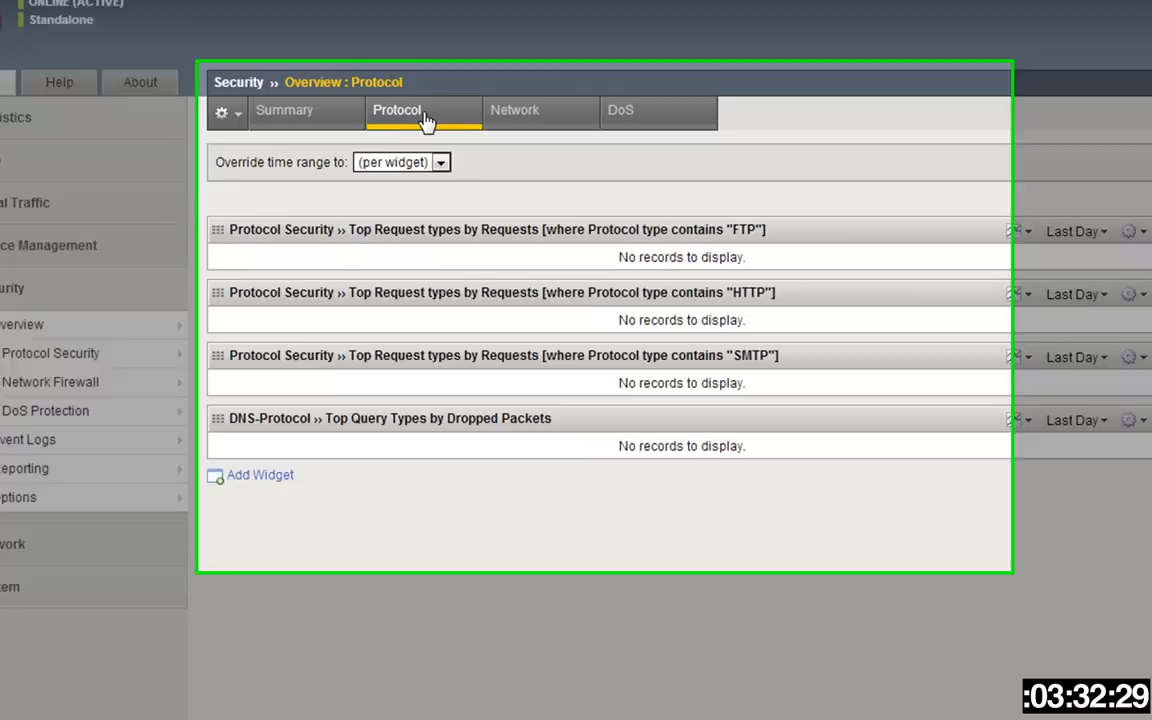 ONLINE (ACTIVE)
Standalone
Help
About
Security ›› Overview : Protocol
Summary
Protocol
Network
DoS
Override time range to: (per widget)
Protocol Security ›› Top Request types by Requests [where Protocol type contains "FTP"]
Last Day
No records to display.
Protocol Security ›› Top Request types by Requests [where Protocol type contains "HTTP"]
Last Day
No records to display.
Protocol Security ›› Top Request types by Requests [where Protocol type contains "SMTP"]
Last Day
No records to display.
DNS-Protocol ›› Top Query Types by Dropped Packets
Last Day
No records to display.
Add Widget
istics
al Traffic
ce Management
urity
verview
Protocol Security
Network Firewall
DoS Protection
vent Logs
eporting
ptions
work
tem
:03:32:29